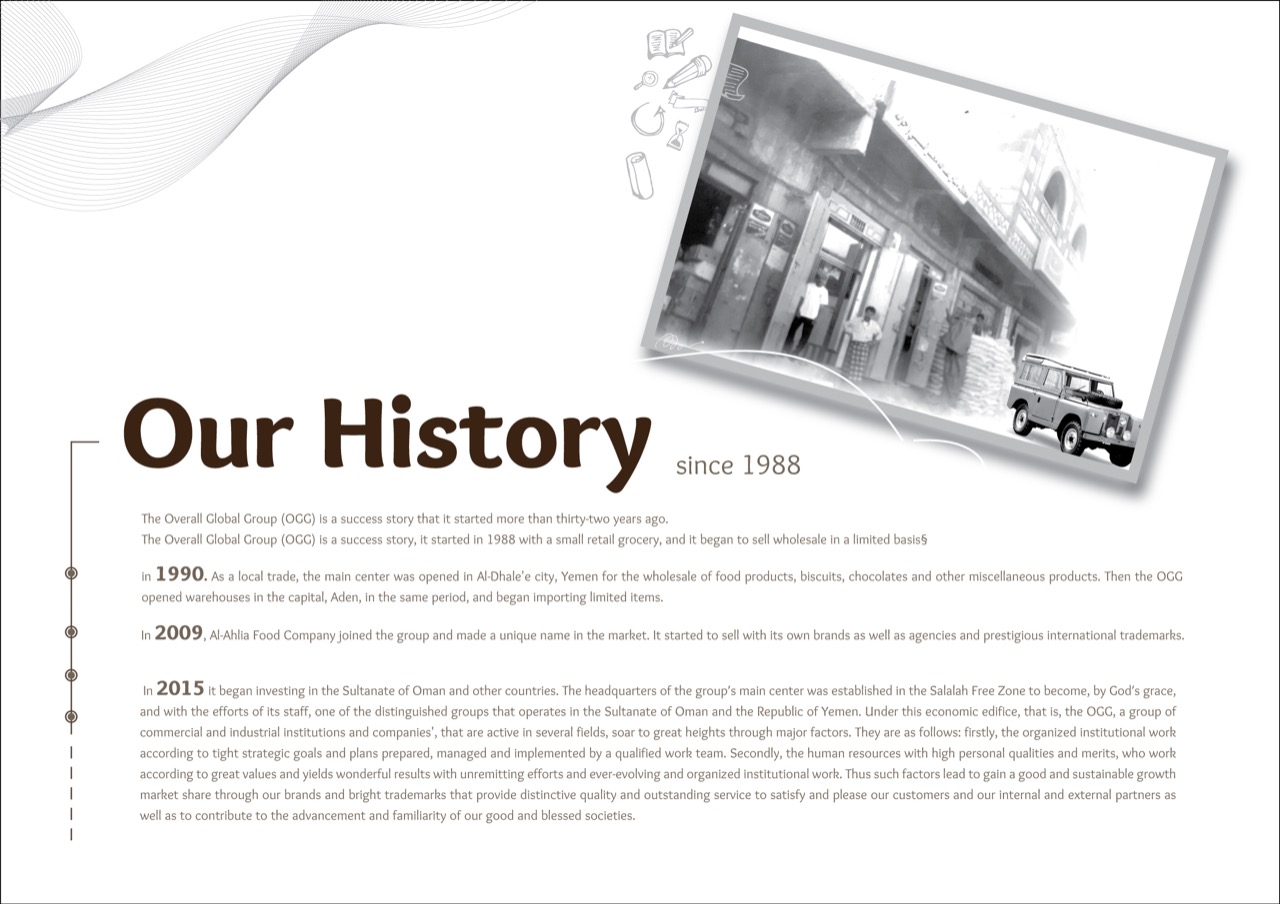 Our History
since 1988
The Overall Global Group (OGG) is a success story that it started more than thirty-two years ago.
The Overall Global Group (OGG) is a success story, it started in 1988 with a small retail grocery, and it began to sell wholesale in a limited basis§
in 1990. As a local trade, the main center was opened in Al-Dhale'e city, Yemen for the wholesale of food products, biscuits, chocolates and other miscellaneous products. Then the OGG
opened warehouses in the capital, Aden, in the same period, and began importing limited items.
In 2009, Al-Ahlia Food Company joined the group and made a unique name in the market. It started to sell with its own brands as well as agencies and prestigious international trademarks.
In 2015 it began investing in the Sultanate of Oman and other countries. The headquarters of the group's main center was established in the Salalah Free Zone to become, by God's grace,
and with the efforts of its staff, one of the distinguished groups that operates in the Sultanate of Oman and the Republic of Yemen. Under this economic edifice, that is, the OGG, a group of
commercial and industrial institutions and companies', that are active in several fields, soar to great heights through major factors. They are as follows: firstly, the organized institutional work
according to tight strategic goals and plans prepared, managed and implemented by a qualified work team. Secondly, the human resources with high personal qualities and merits, who work
according to great values and yields wonderful results with unremitting efforts and ever-evolving and organized institutional work. Thus such factors lead to gain a good and sustainable growth
market share through our brands and bright trademarks that provide distinctive quality and outstanding service to satisfy and please our customers and our internal and external partners as
well as to contribute to the advancement and familiarity of our good and blessed societies.